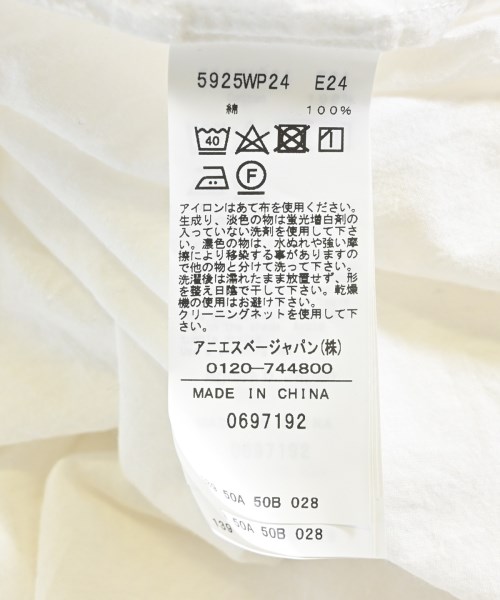 5925WP24 E24
綿 100%
40
F
アイロンはあて布を使用ください。
生成り、淡色の物は蛍光増白剤の
入っていない洗剤を使用して下さ
い。濃色の物は、水ぬれや強い摩
擦により移染する事がありますの
で他の物と分けて洗って下さい。
洗濯後は濡れたまま放置せず、形
を整え日陰で干して下さい。乾燥
機の使用はお避け下さい。
クリーニングネットを使用して下
さい。
アニエスベージャパン(株)
0120-744800
MADE IN CHINA
0697192
50A 50B 028
139 50A 50B 028